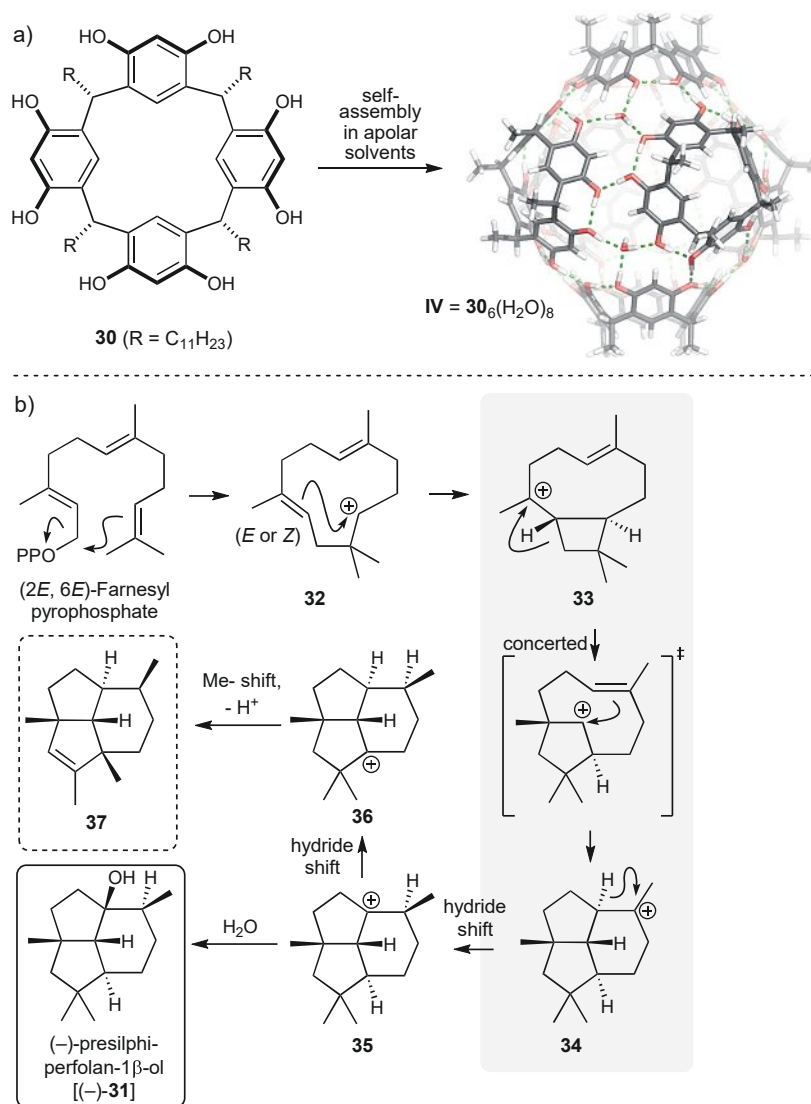 a)
HO
OH
R
R
HO
OH
HO
OH
R
R
HO
OH
30 (R = C₁₁H₂₃)
self-
assembly
in apolar
solvents
IV = 30₆(H₂O)₈
b)
PPO
(2E, 6E)-Farnesyl
pyrophosphate
(E or Z)
32
H
H
33
concerted
‡
H
H
H
34
hydride
shift
H
H
H
35
hydride
shift
H
H
H
36
Me- shift,
- H⁺
H
H
37
H₂O
OH
H
H
H
(–)-presilphi-
perfolan-1β-ol
[(–)-31]